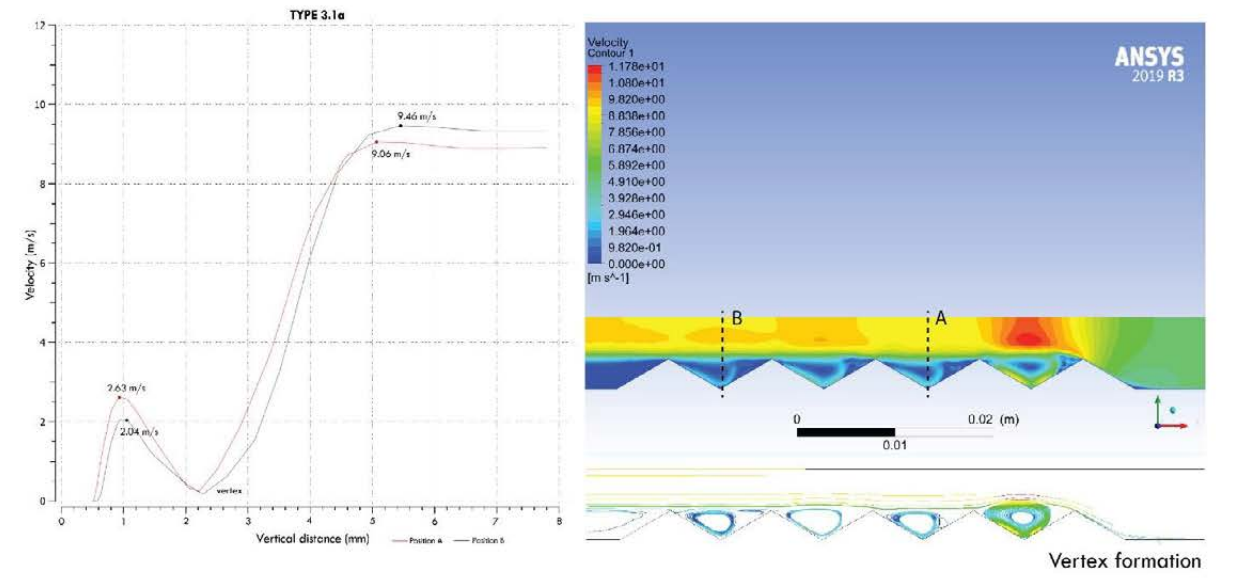 TYPE 3.1a
12
10
8
6
4
2
0
Velocity (m/s)
9.46 m/s
9.06 m/s
2.63 m/s
2.04 m/s
vertex
0 1 2 3 4 5 6 7 8
Vertical distance (mm)
Position A
Position B
Velocity
Contour 1
1.178e+01
1.080e+01
9.820e+00
8.838e+00
7.856e+00
6.874e+00
5.892e+00
4.910e+00
3.928e+00
2.946e+00
1.964e+00
9.820e-01
0.000e+00
[m s^-1]
ANSYS
2019 R3
B
A
0 0.02 (m)
0.01
Vertex formation